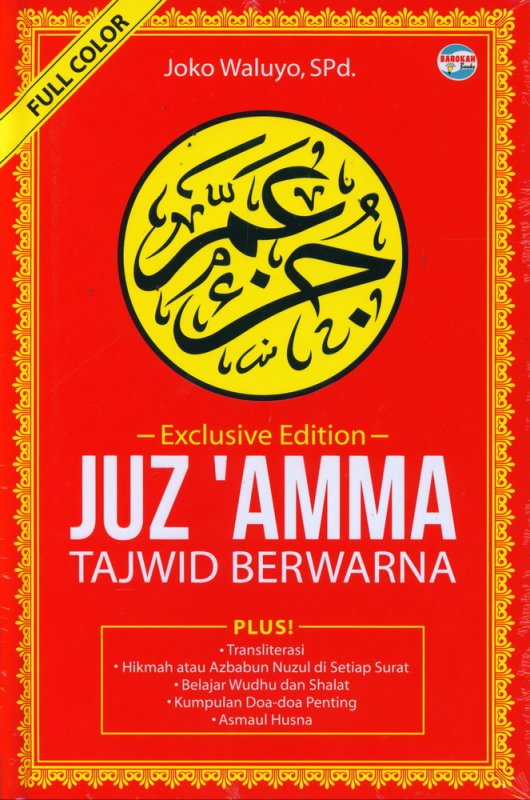 FULL COLOR
Joko Waluyo, SPd.
BAROKAH
Books
جزء عمّ
– Exclusive Edition –
JUZ 'AMMA
TAJWID BERWARNA
PLUS!
• Transliterasi
• Hikmah atau Azbabun Nuzul di Setiap Surat
• Belajar Wudhu dan Shalat
• Kumpulan Doa-doa Penting
• Asmaul Husna